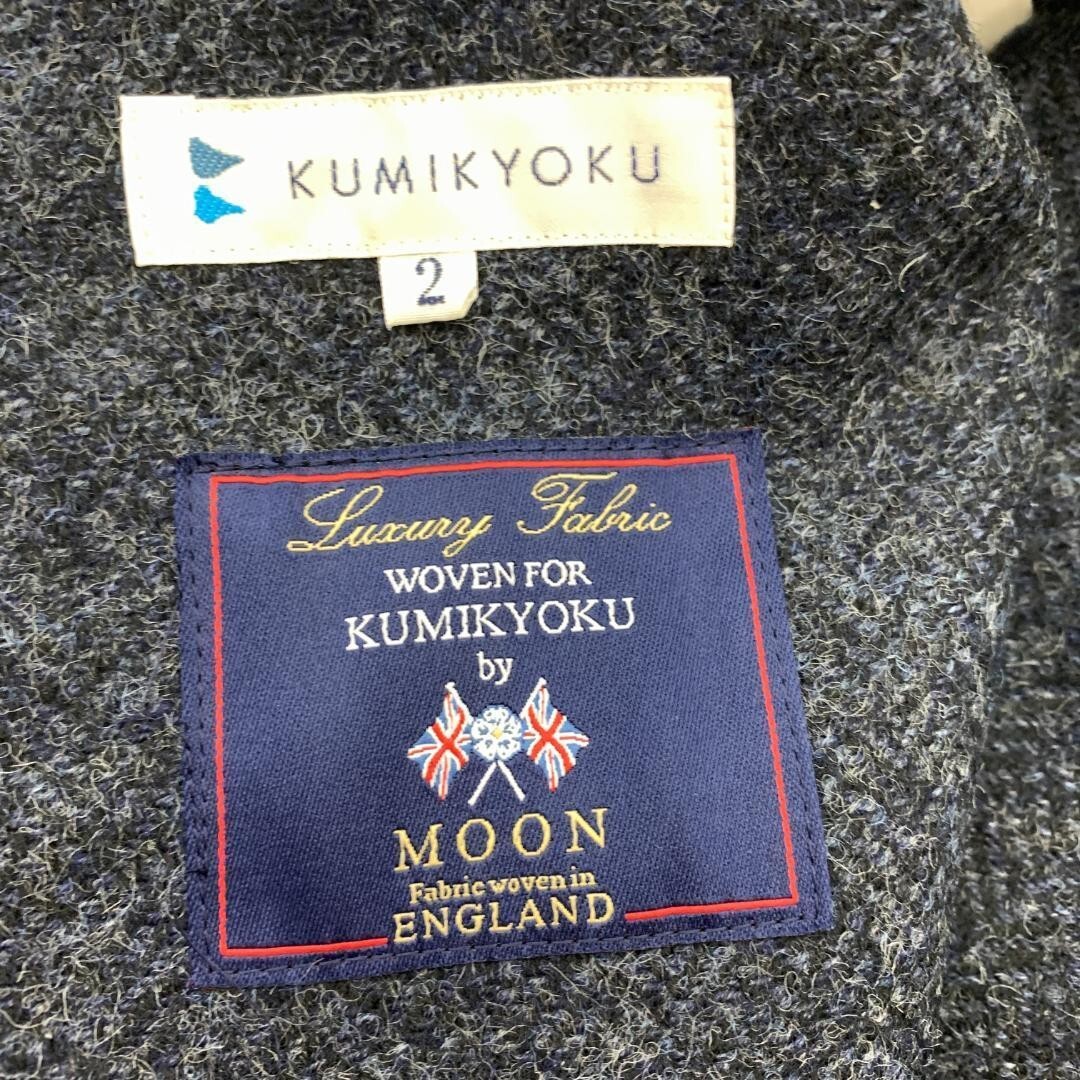 KUMIKYOKU
2
Luxury Fabric
WOVEN FOR
KUMIKYOKU
by
MOON
Fabric woven in
ENGLAND